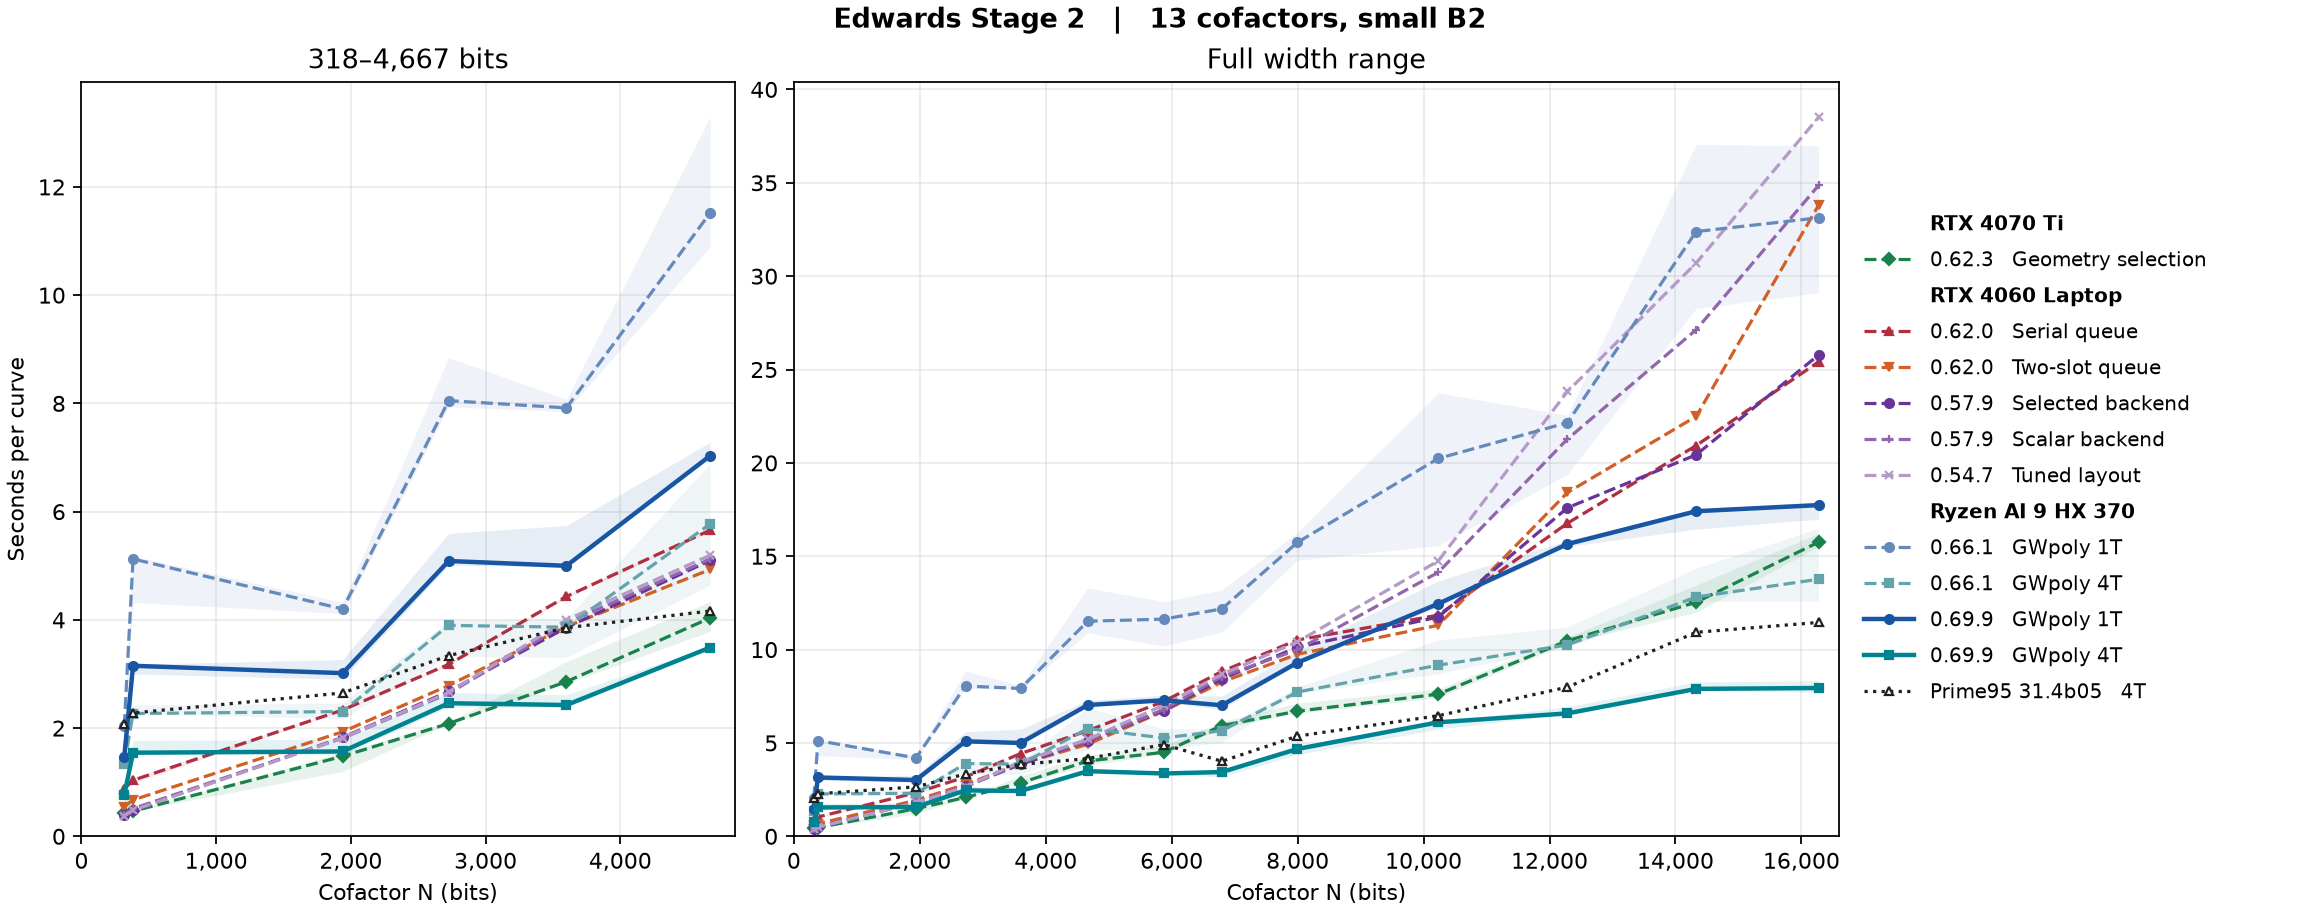 Edwards Stage 2   |   13 cofactors, small B2
318–4,667 bits
Seconds per curve
12
10
8
6
4
2
0
0 1,000 2,000 3,000 4,000
Cofactor N (bits)
Full width range
40
35
30
25
20
15
10
5
0
0 2,000 4,000 6,000 8,000 10,000 12,000 14,000 16,000
Cofactor N (bits)
RTX 4070 Ti
0.62.3   Geometry selection
RTX 4060 Laptop
0.62.0   Serial queue
0.62.0   Two-slot queue
0.57.9   Selected backend
0.57.9   Scalar backend
0.54.7   Tuned layout
Ryzen AI 9 HX 370
0.66.1   GWpoly 1T
0.66.1   GWpoly 4T
0.69.9   GWpoly 1T
0.69.9   GWpoly 4T
Prime95 31.4b05   4T